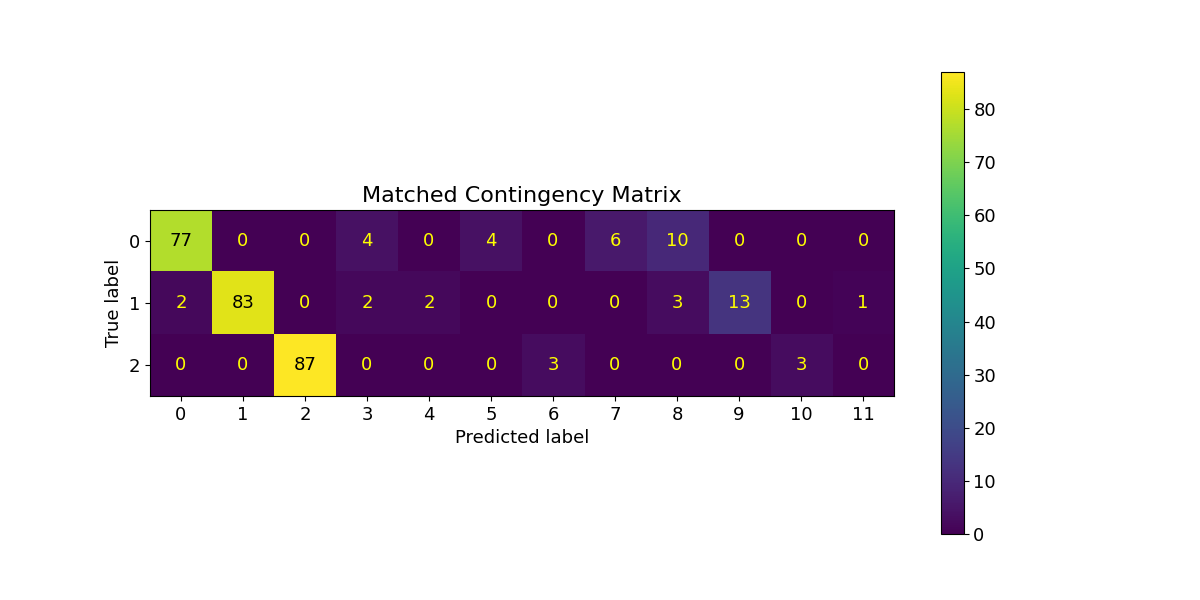 Matched Contingency Matrix
True label
0 77 0 0 4 0 4 0 6 10 0 0 0
1 2 83 0 2 2 0 0 0 3 13 0 1
2 0 0 87 0 0 0 3 0 0 0 3 0
0 1 2 3 4 5 6 7 8 9 10 11
Predicted label
80
70
60
50
40
30
20
10
0